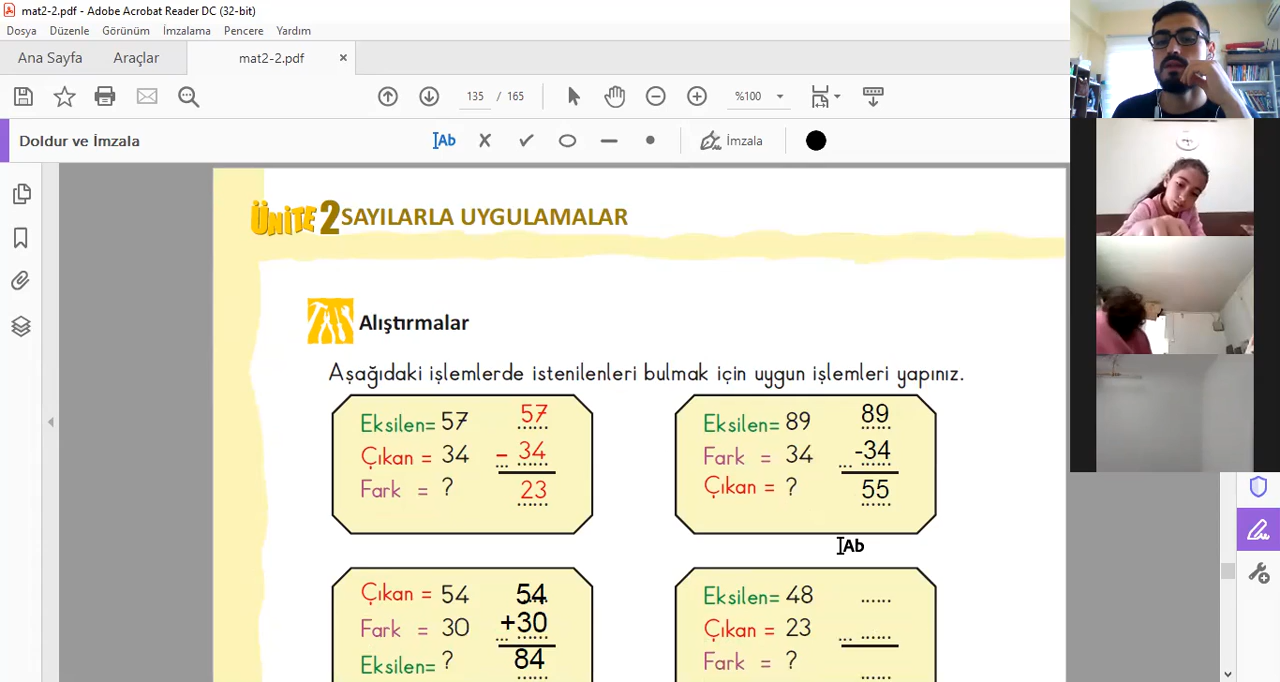 mat2-2.pdf - Adobe Acrobat Reader DC (32-bit)
Dosya Düzenle Görünüm İmzalama Pencere Yardım
Ana Sayfa Araçlar mat2-2.pdf ×
135 / 165 %100
Doldur ve İmzala Ab İmzala
ÜNİTE 2 SAYILARLA UYGULAMALAR
Alıştırmalar
Aşağıdaki işlemlerde istenilenleri bulmak için uygun işlemleri yapınız.
Eksilen= 57 57
Çıkan = 34 - 34
Fark = ? 23
Eksilen= 89 89
Fark = 34 -34
Çıkan = ? 55
Ab
Çıkan = 54 54
Fark = 30 +30
Eksilen= ? 84
Eksilen= 48 ......
Çıkan = 23 ... ......
Fark = ?